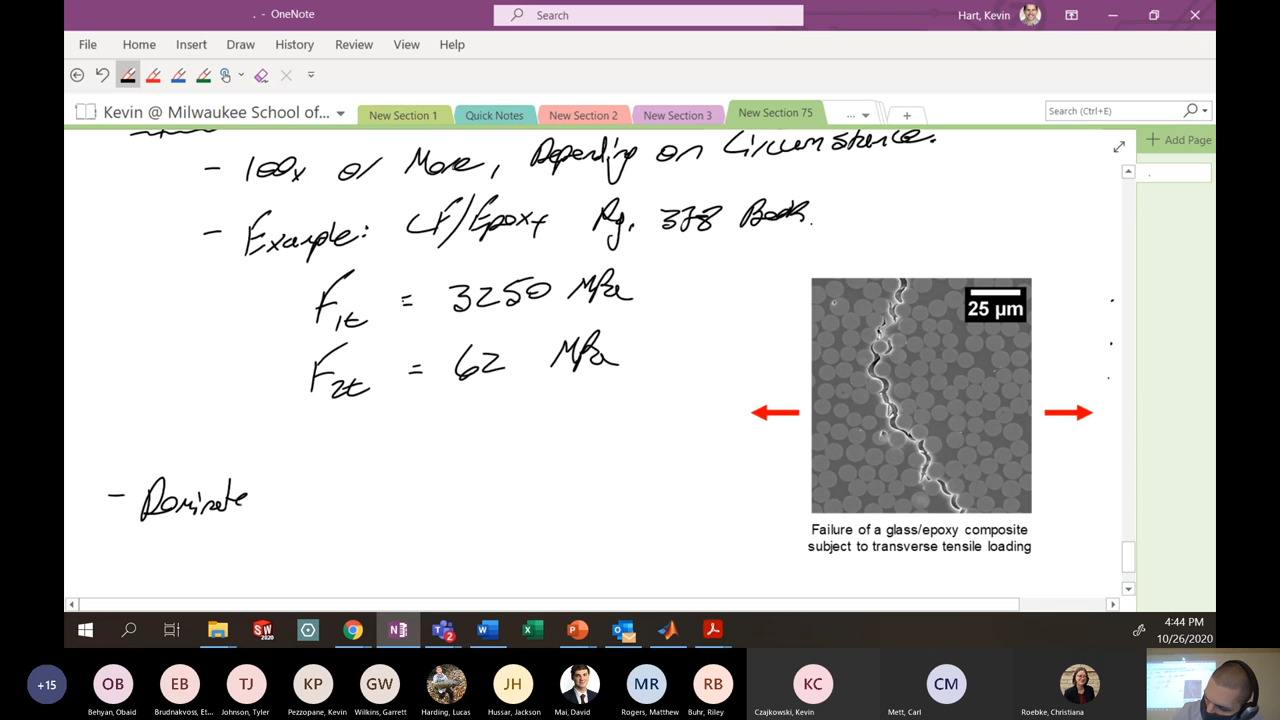 . - OneNote
Search
Hart, Kevin
File Home Insert Draw History Review View Help
Kevin @ Milwaukee School of... New Section 1 Quick Notes New Section 2 New Section 3 New Section 75 ... + Search (Ctrl+E)
+ Add Page
- 100x or More, Depending on Circumstance.
- Example: CF/Epoxy Pg. 378 Book.
F1t = 3250 MPa
F2t = 62 MPa
25 µm
- Dominate
Failure of a glass/epoxy composite
subject to transverse tensile loading
SW 2020
4:44 PM
10/26/2020
+15 OB EB TJ KP GW JH MR RB KC CM
Behyan, Obaid Brudnakvoss, Et... Johnson, Tyler Pezzopane, Kevin Wilkins, Garrett Harding, Lucas Hussar, Jackson Mai, David Rogers, Matthew Buhr, Riley Czajkowski, Kevin Mett, Carl Roebke, Christiana